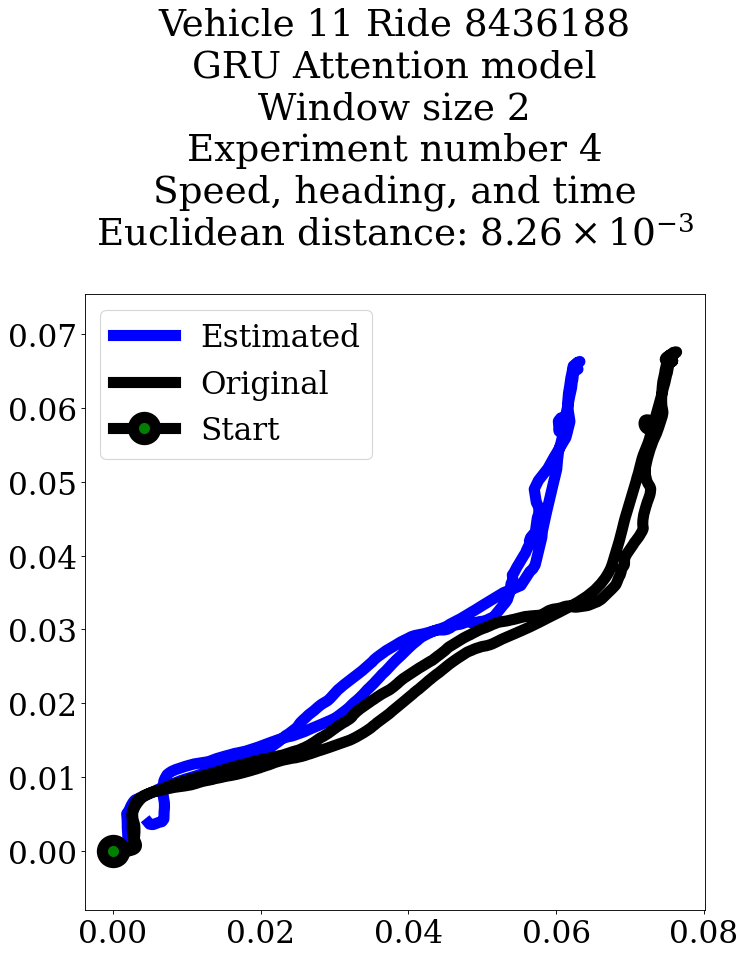 Vehicle 11 Ride 8436188
GRU Attention model
Window size 2
Experiment number 4
Speed, heading, and time
Euclidean distance: 8.26 × 10⁻³
Estimated
Original
Start
0.07
0.06
0.05
0.04
0.03
0.02
0.01
0.00
0.00 0.02 0.04 0.06 0.08